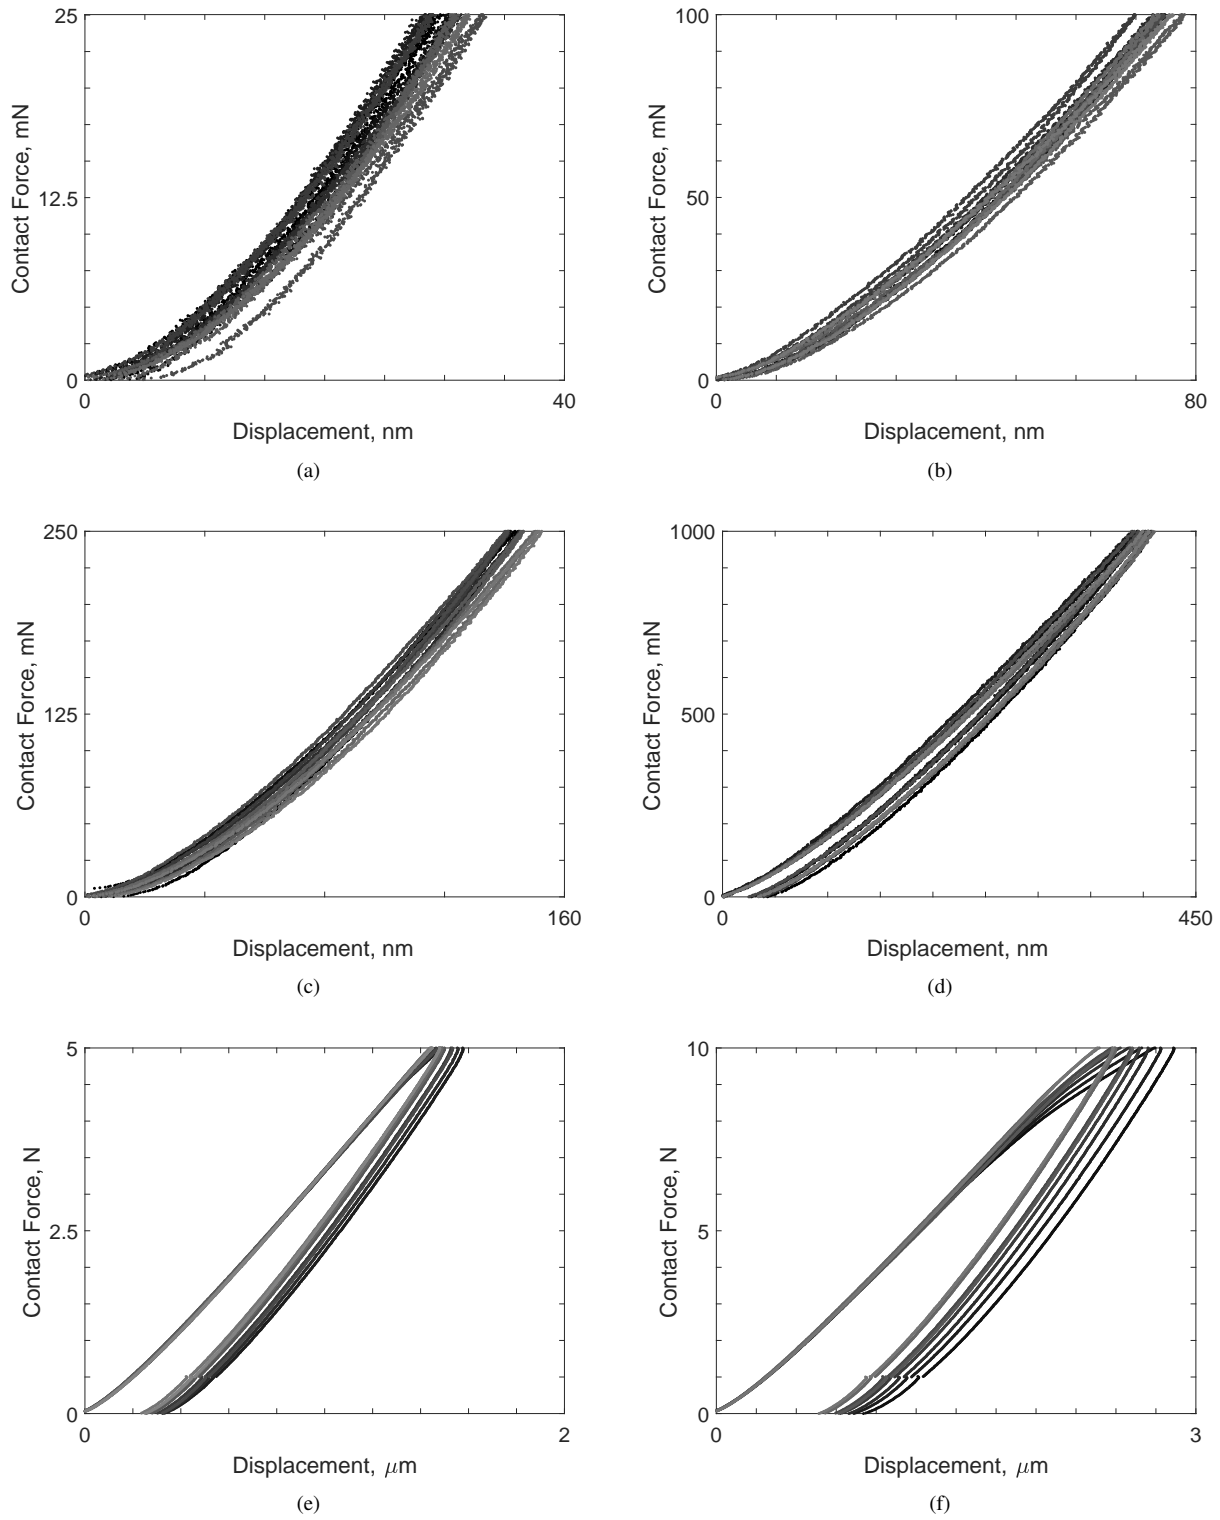 25
12.5
0
Contact Force, mN
0
40
Displacement, nm
(a)
100
50
0
Contact Force, mN
0
80
Displacement, nm
(b)
250
125
0
Contact Force, mN
0
160
Displacement, nm
(c)
1000
500
0
Contact Force, mN
0
450
Displacement, nm
(d)
5
2.5
0
Contact Force, N
0
2
Displacement, μm
(e)
10
5
0
Contact Force, N
0
3
Displacement, μm
(f)